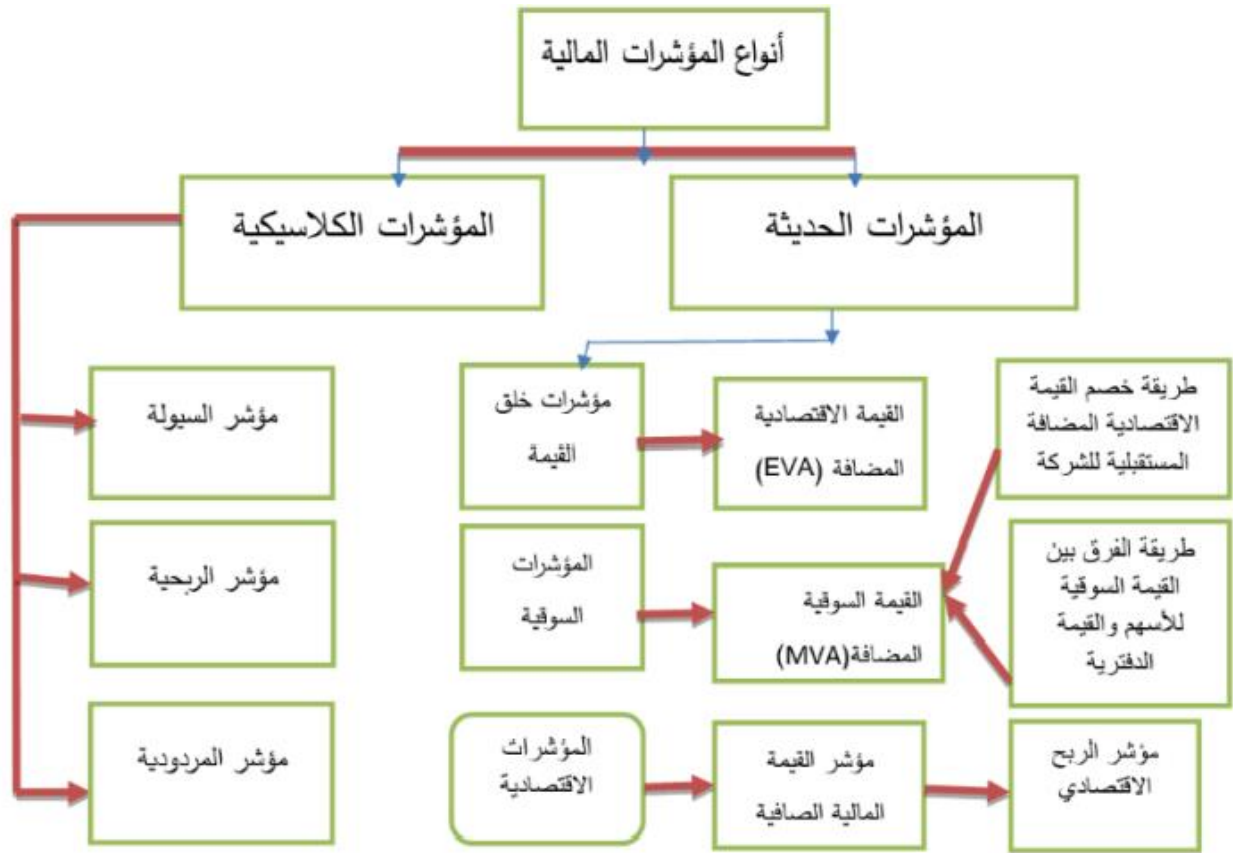 أنواع المؤشرات المالية
المؤشرات الحديثة
المؤشرات الكلاسيكية
مؤشر السيولة
مؤشر الربحية
مؤشر المردودية
مؤشرات خلق
القيمة
القيمة الاقتصادية
المضافة (EVA)
طريقة خصم القيمة
الاقتصادية المضافة
المستقبلية للشركة
المؤشرات
السوقية
القيمة السوقية
المضافة(MVA)
طريقة الفرق بين
القيمة السوقية
للأسهم والقيمة
الدفترية
المؤشرات
الاقتصادية
مؤشر القيمة
المالية الصافية
مؤشر الربح
الاقتصادي